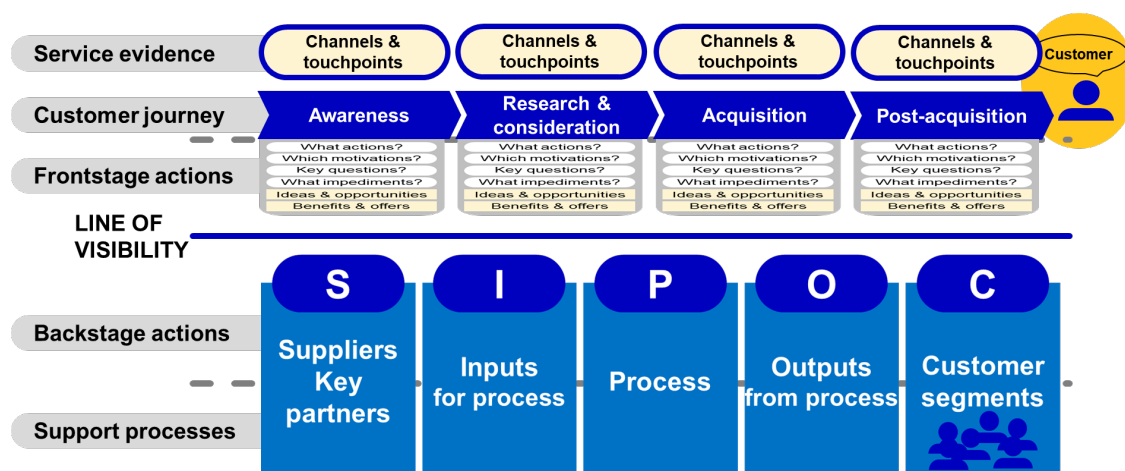 Service evidence
Channels &
touchpoints
Channels &
touchpoints
Channels &
touchpoints
Channels &
touchpoints
Customer
Customer journey
Awareness
Research &
consideration
Acquisition
Post-acquisition
Frontstage actions
What actions?
Which motivations?
Key questions?
What impediments?
Ideas & opportunities
Benefits & offers
What actions?
Which motivations?
Key questions?
What impediments?
Ideas & opportunities
Benefits & offers
What actions?
Which motivations?
Key questions?
What impediments?
Ideas & opportunities
Benefits & offers
What actions?
Which motivations?
Key questions?
What impediments?
Ideas & opportunities
Benefits & offers
LINE OF
VISIBILITY
Backstage actions
Support processes
S
Suppliers
Key
partners
I
Inputs
for process
P
Process
O
Outputs
from process
C
Customer
segments